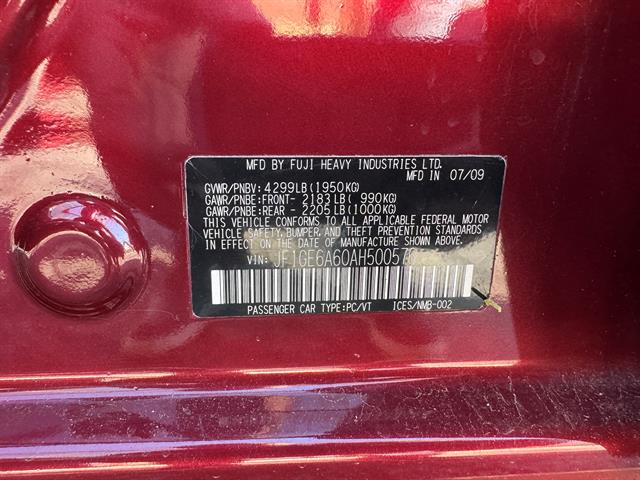 MFD BY FUJI HEAVY INDUSTRIES LTD.
MFD IN 07/09
GVWR/PNBV: 4299LB(1950KG)
GAWR/PNBE:FRONT- 2183LB( 990KG)
GAWR/PNBE:REAR - 2205LB(1000KG)
THIS VEHICLE CONFORMS TO ALL APPLICABLE FEDERAL MOTOR
VEHICLE SAFETY, BUMPER, AND THEFT PREVENTION STANDARDS
IN EFFECT ON THE DATE OF MANUFACTURE SHOWN ABOVE.
VIN:
PASSENGER CAR TYPE:PC/VT ICES/NMB-002